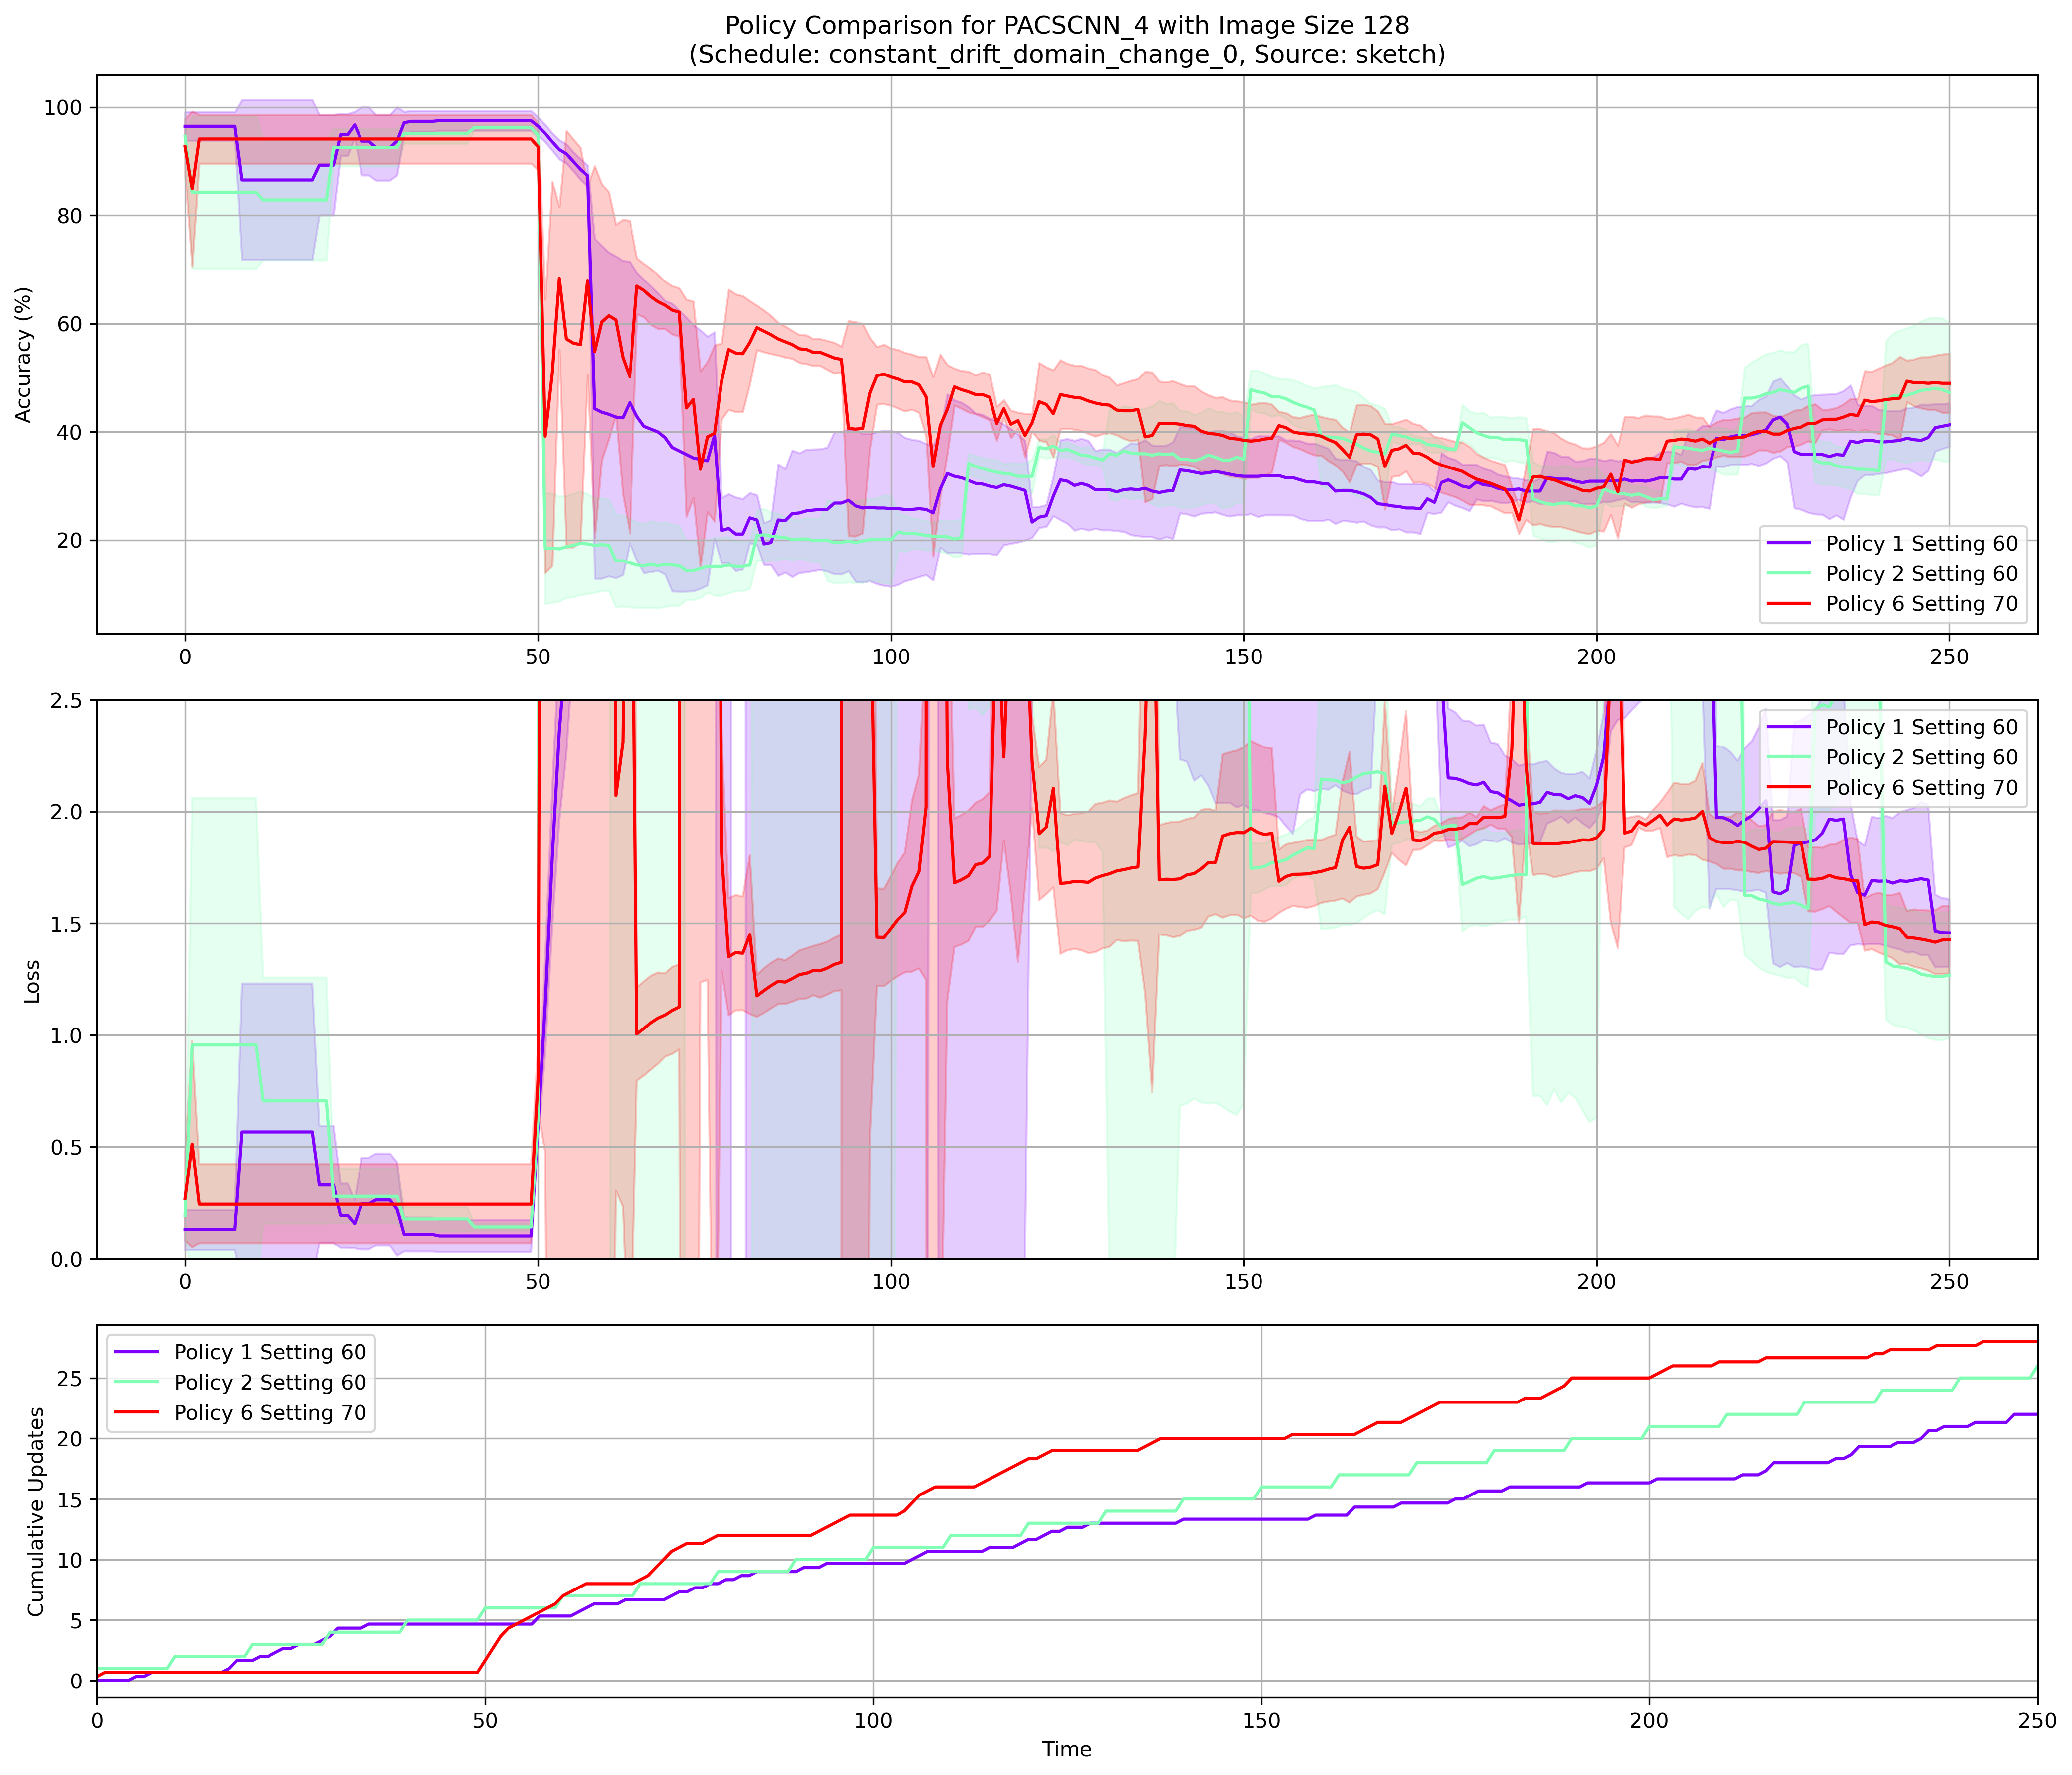 Policy Comparison for PACSCNN_4 with Image Size 128
(Schedule: constant_drift_domain_change_0, Source: sketch)
100
80
60
40
20
Accuracy (%)
Policy 1 Setting 60
Policy 2 Setting 60
Policy 6 Setting 70
0 50 100 150 200 250
2.5
2.0
1.5
1.0
0.5
0.0
Loss
Policy 1 Setting 60
Policy 2 Setting 60
Policy 6 Setting 70
0 50 100 150 200 250
25
20
15
10
5
0
Cumulative Updates
Policy 1 Setting 60
Policy 2 Setting 60
Policy 6 Setting 70
0 50 100 150 200 250
Time